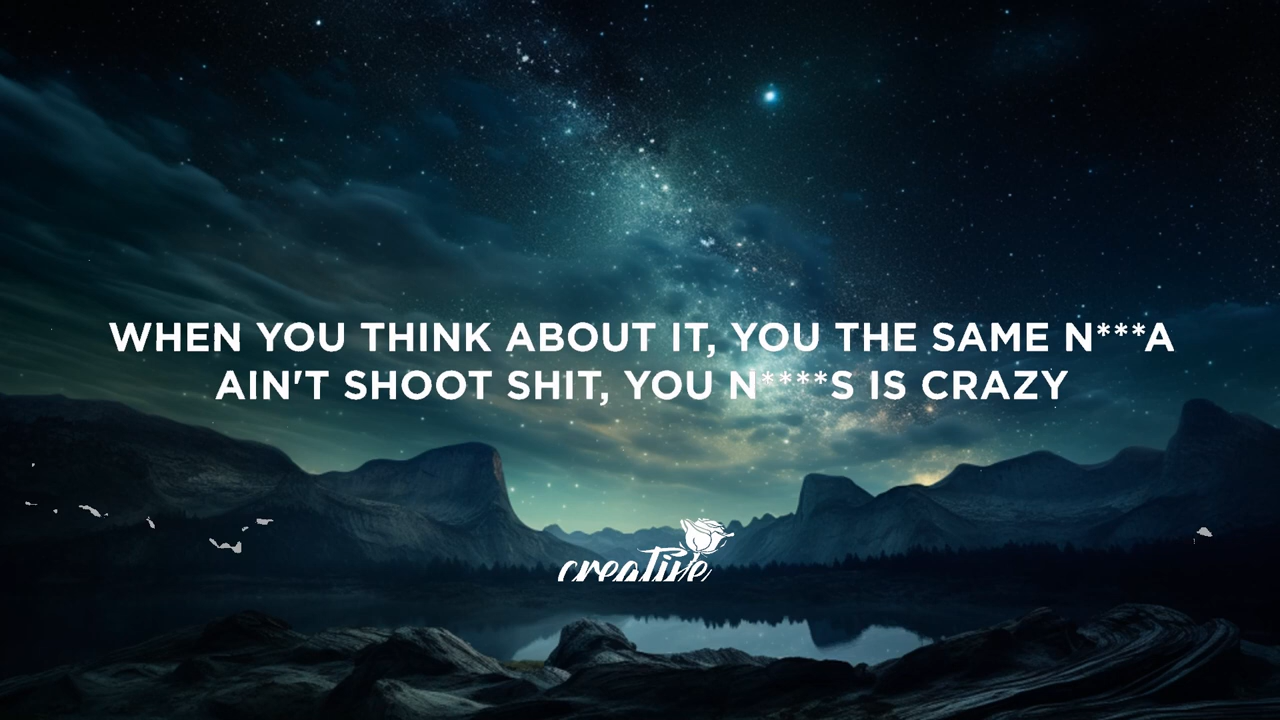 WHEN YOU THINK ABOUT IT, YOU THE SAME N***A
AIN'T SHOOT SHIT, YOU N****S IS CRAZY
creative